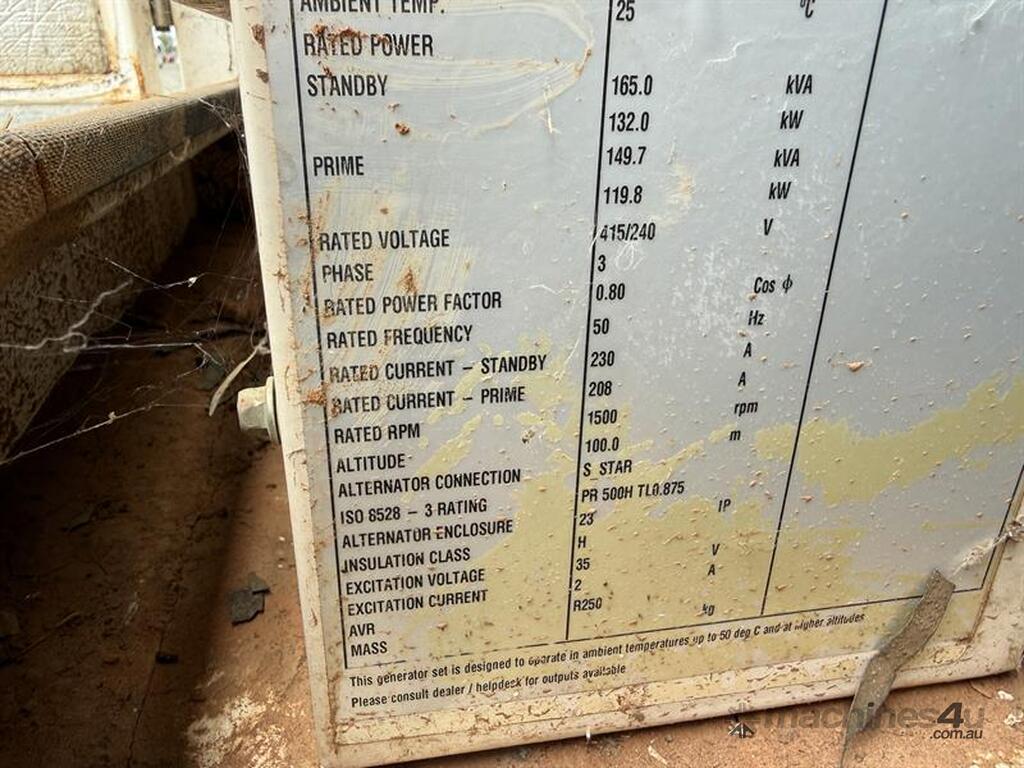 AMBIENT TEMP. 25 °C
RATED POWER
STANDBY 165.0 kVA
132.0 kW
PRIME 149.7 kVA
119.8 kW
RATED VOLTAGE 415/240 V
PHASE 3
RATED POWER FACTOR 0.80 Cos ϕ
RATED FREQUENCY 50 Hz
RATED CURRENT – STANDBY 230 A
RATED CURRENT – PRIME 208 A
RATED RPM 1500 rpm
ALTITUDE 100.0 m
ALTERNATOR CONNECTION S_STAR
ISO 8528 – 3 RATING PR 500H TL0.875
ALTERNATOR ENCLOSURE 23 IP
INSULATION CLASS H
EXCITATION VOLTAGE 35 V
EXCITATION CURRENT 2 A
AVR R250
MASS kg
This generator set is designed to operate in ambient temperatures up to 50 deg C and at higher altitudes
Please consult dealer / helpdesk for outputs available
machines4u
.com.au